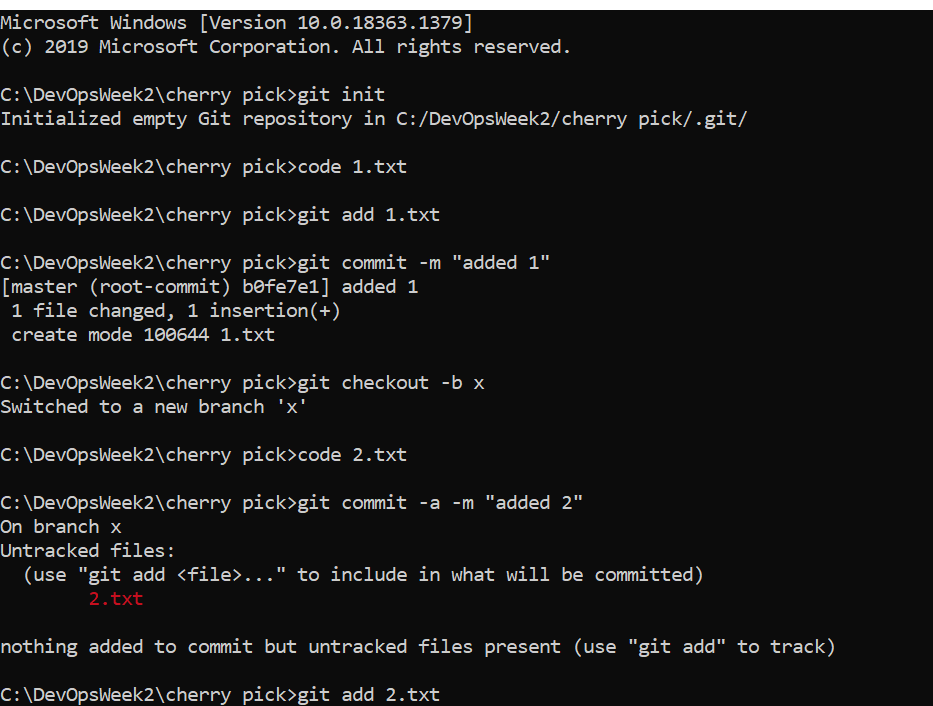 Microsoft Windows [Version 10.0.18363.1379]
(c) 2019 Microsoft Corporation. All rights reserved.
C:\DevOpsWeek2\cherry pick>git init
Initialized empty Git repository in C:/DevOpsWeek2/cherry pick/.git/
C:\DevOpsWeek2\cherry pick>code 1.txt
C:\DevOpsWeek2\cherry pick>git add 1.txt
C:\DevOpsWeek2\cherry pick>git commit -m "added 1"
[master (root-commit) b0fe7e1] added 1
 1 file changed, 1 insertion(+)
 create mode 100644 1.txt
C:\DevOpsWeek2\cherry pick>git checkout -b x
Switched to a new branch 'x'
C:\DevOpsWeek2\cherry pick>code 2.txt
C:\DevOpsWeek2\cherry pick>git commit -a -m "added 2"
On branch x
Untracked files:
  (use "git add <file>..." to include in what will be committed)
        2.txt
nothing added to commit but untracked files present (use "git add" to track)
C:\DevOpsWeek2\cherry pick>git add 2.txt